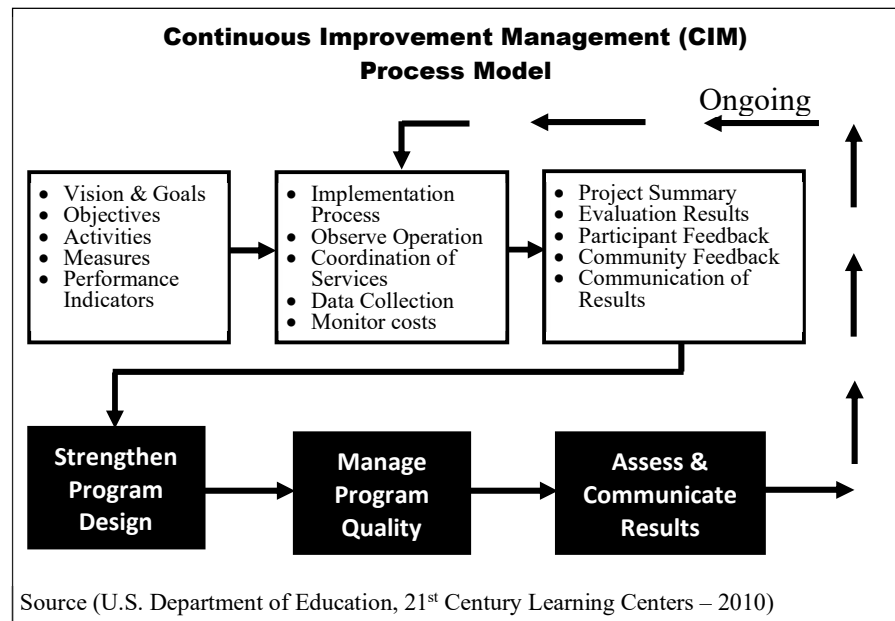 Continuous Improvement Management (CIM)
Process Model
Ongoing
• Vision & Goals
• Objectives
• Activities
• Measures
• Performance
Indicators
• Implementation
Process
• Observe Operation
• Coordination of
Services
• Data Collection
• Monitor costs
• Project Summary
• Evaluation Results
• Participant Feedback
• Community Feedback
• Communication of
Results
Strengthen
Program
Design
Manage
Program
Quality
Assess &
Communicate
Results
Source (U.S. Department of Education, 21st Century Learning Centers – 2010)